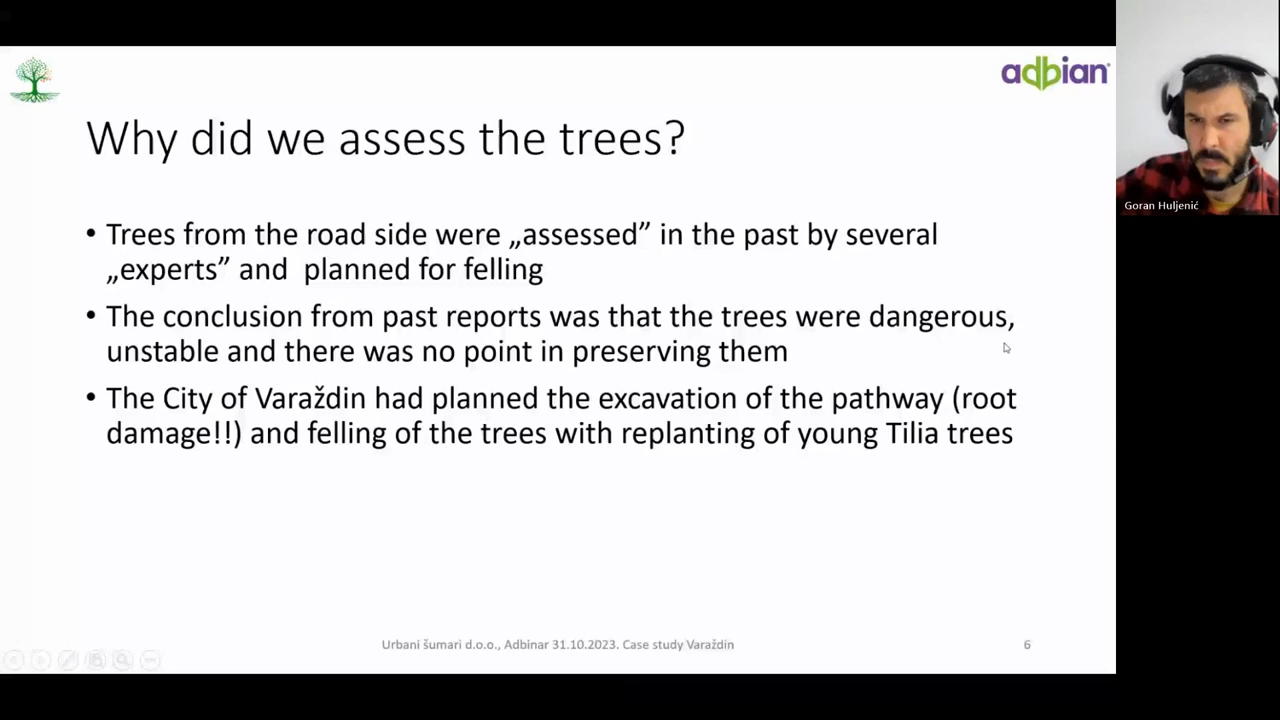 adbian
Why did we assess the trees?
• Trees from the road side were „assessed” in the past by several
„experts” and planned for felling
• The conclusion from past reports was that the trees were dangerous,
unstable and there was no point in preserving them
• The City of Varaždin had planned the excavation of the pathway (root
damage!!) and felling of the trees with replanting of young Tilia trees
Urbani šumari d.o.o., Adbinar 31.10.2023. Case study Varaždin
6
Goran Huljenić